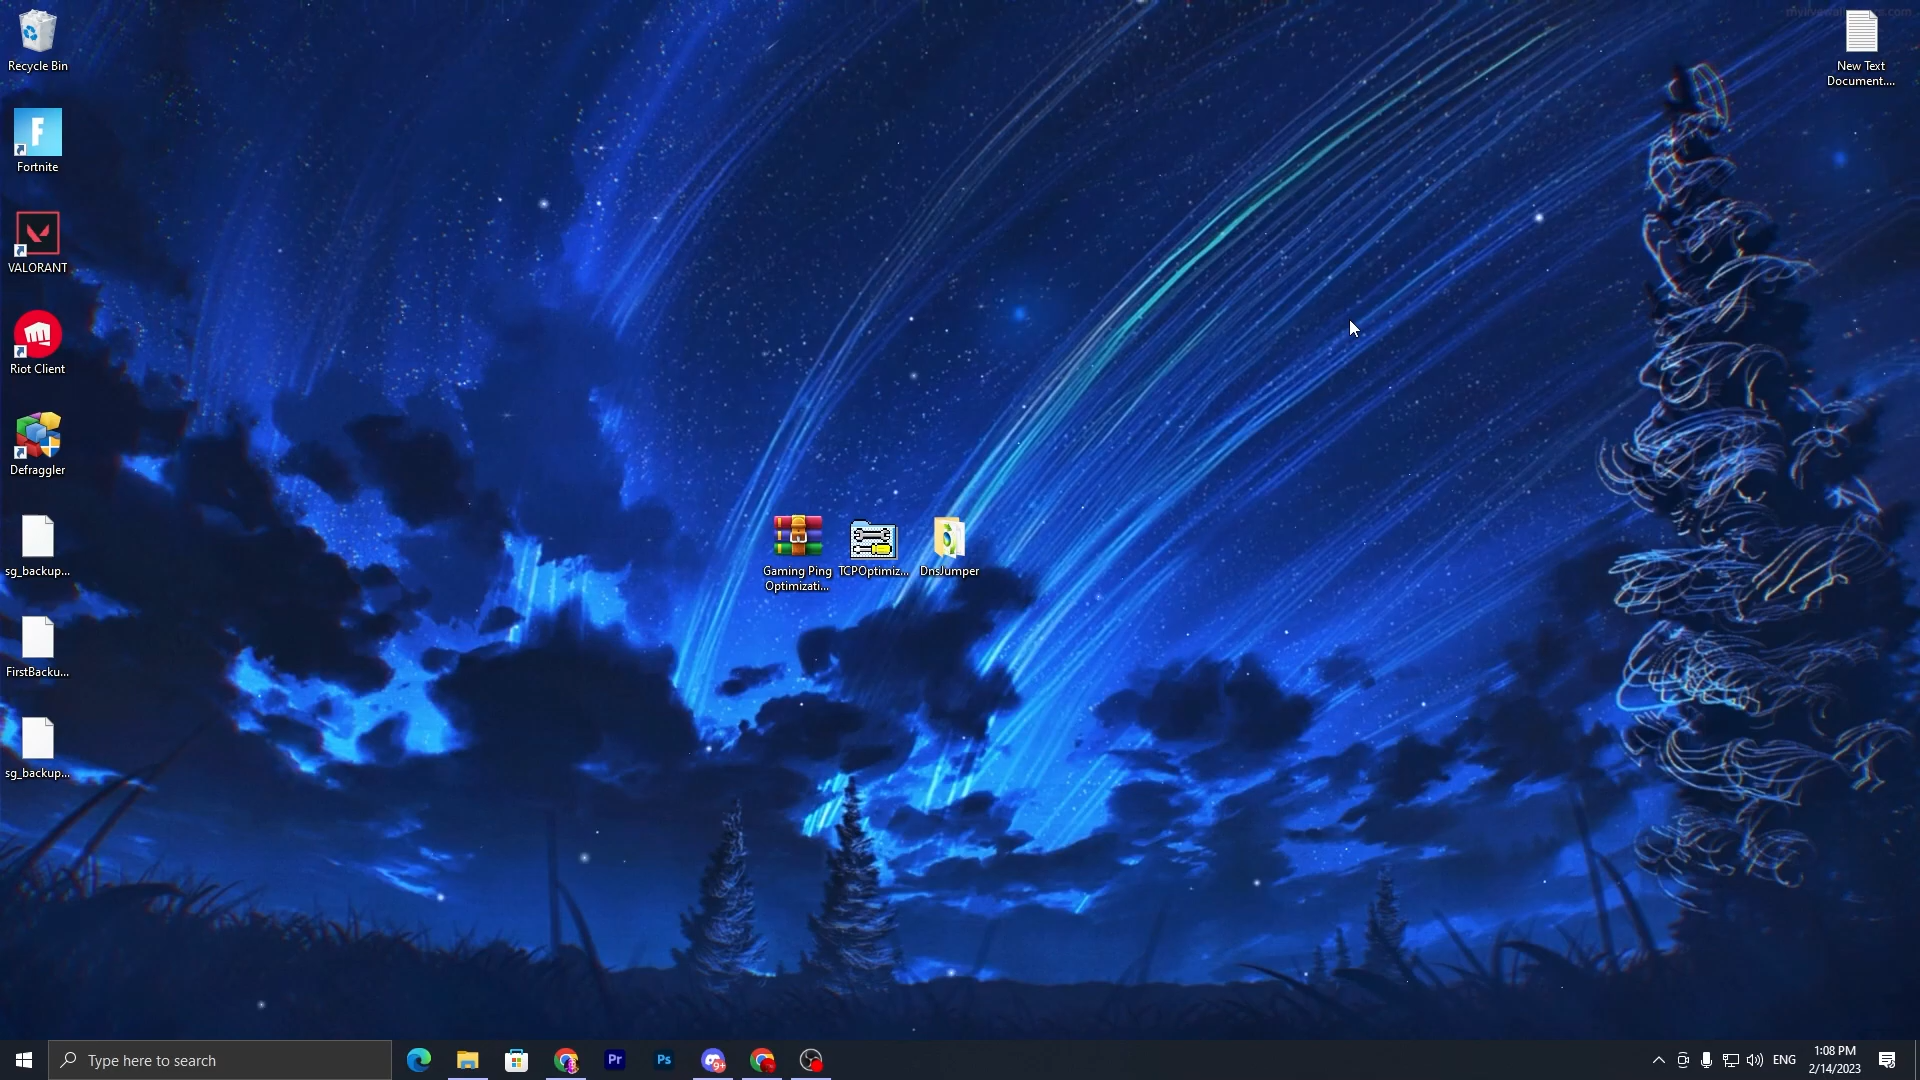 Recycle Bin
New Text
Document....
Fortnite
VALORANT
Riot Client
Defraggler
sg_backup...
FirstBacku...
sg_backup...
Gaming Ping
Optimizati...
TCPOptimiz...
DnsJumper
Type here to search
Pr
Ps
9+
ENG
1:08 PM
2/14/2023